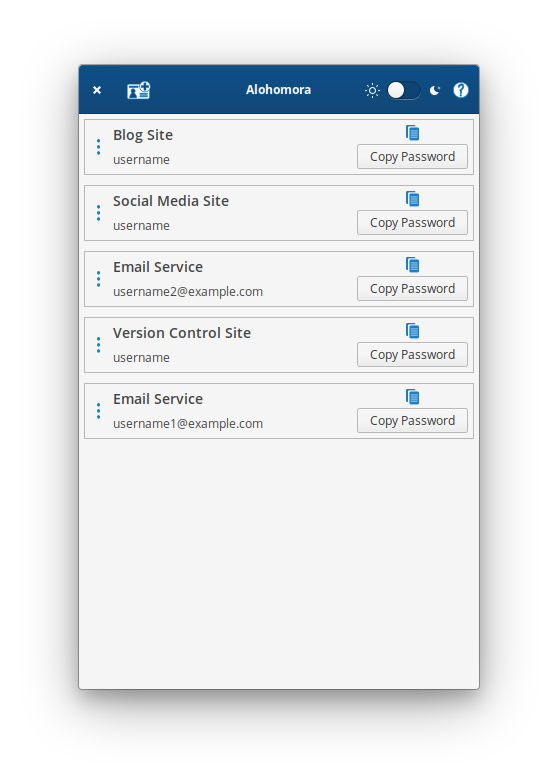 Alohomora
Blog Site
username
Copy Password
Social Media Site
username
Copy Password
Email Service
username2@example.com
Copy Password
Version Control Site
username
Copy Password
Email Service
username1@example.com
Copy Password